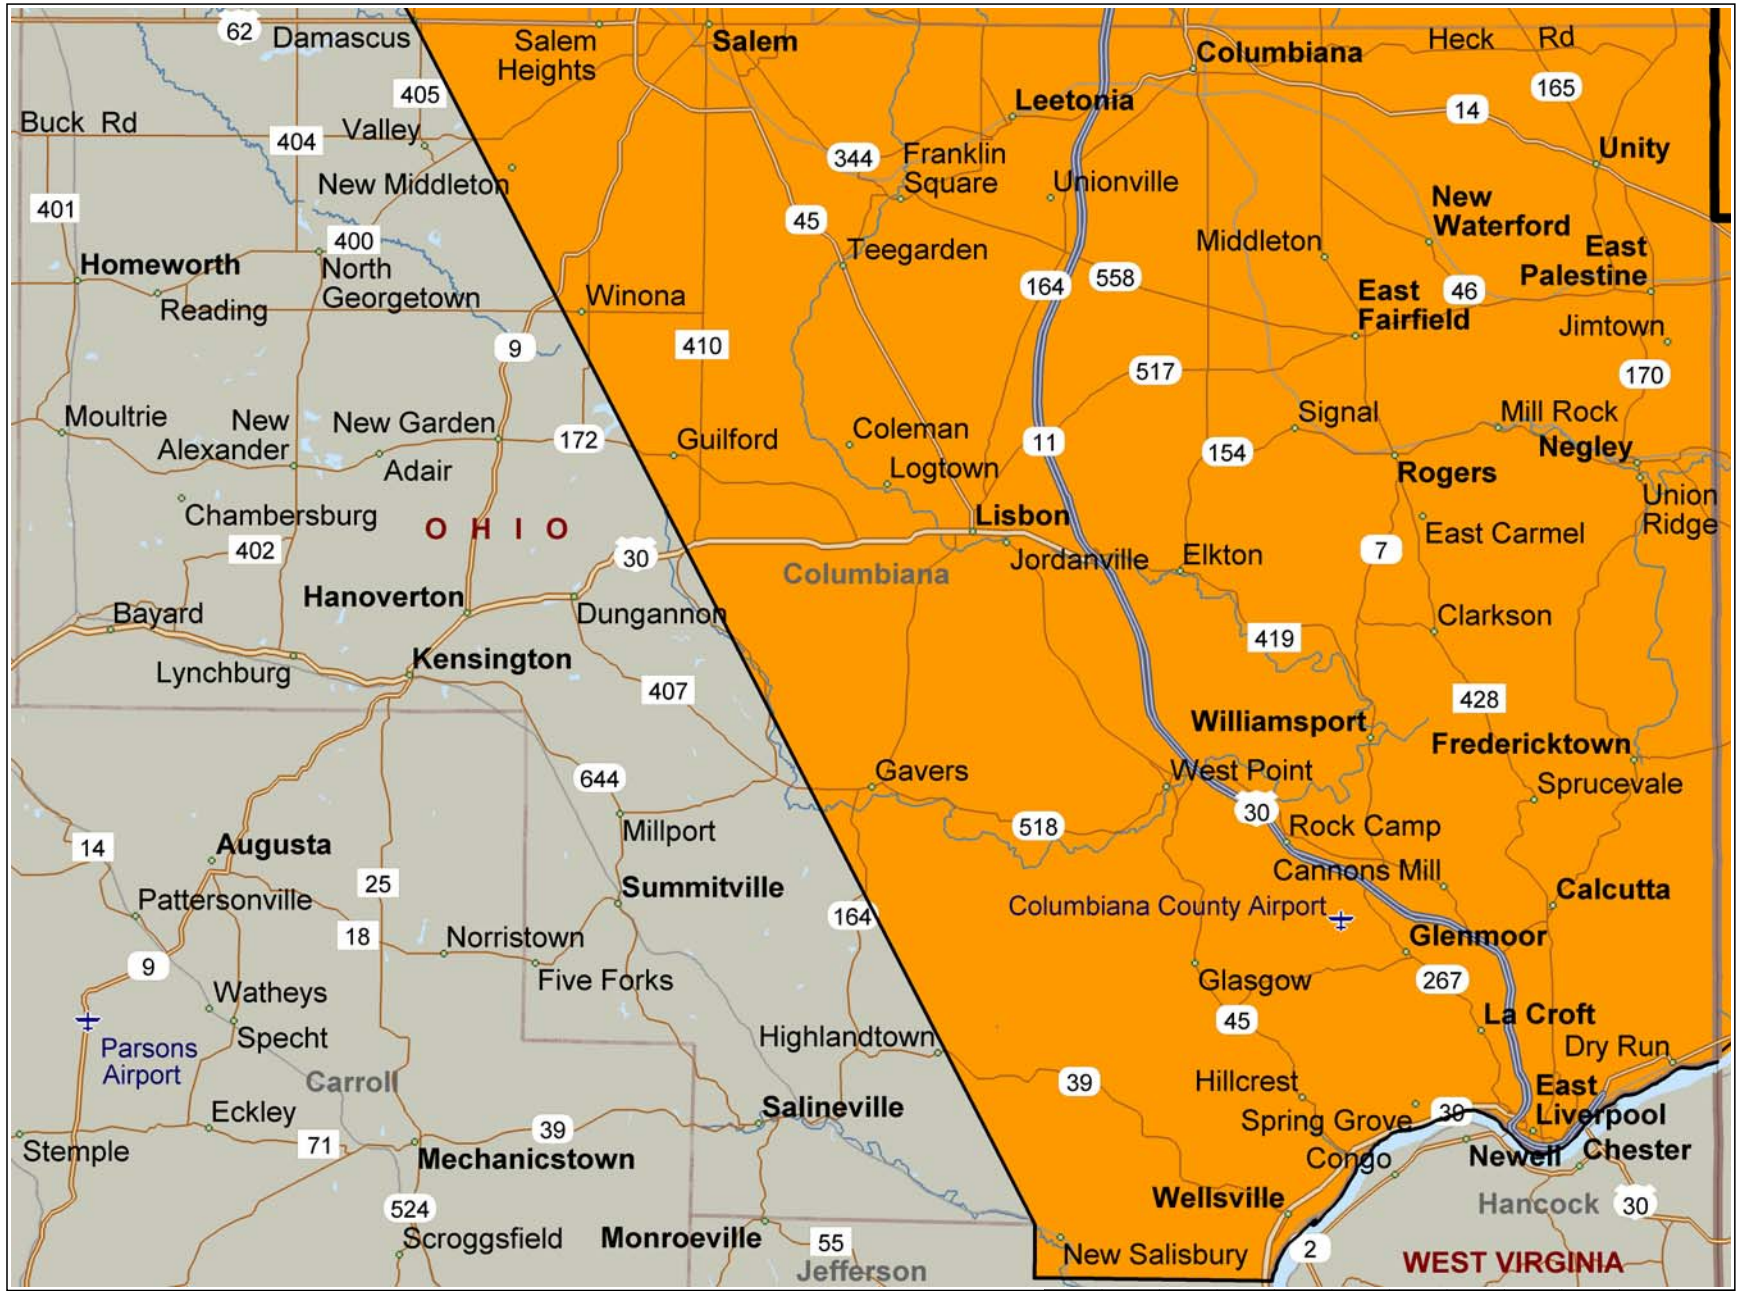 62
Damascus
Salem
Heights
Salem
Columbiana
Heck Rd
405
165
Leetonia
14
Buck Rd
404
Valley
344
Franklin
Square
Unity
New Middleton
Unionville
401
45
New
Waterford
400
Middleton
East
Palestine
Homeworth
North
Georgetown
Teegarden
164
558
46
Reading
Winona
East
Fairfield
Jimtown
9
410
517
170
Moultrie
New
Alexander
New Garden
172
Guilford
Coleman
11
Signal
Mill Rock
Negley
Adair
Logtown
154
Rogers
Union
Ridge
Chambersburg
OHIO
Lisbon
East Carmel
402
30
Jordanville
Elkton
7
Columbiana
Hanoverton
Dungannon
Bayard
419
Clarkson
Lynchburg
Kensington
407
428
Williamsport
Fredericktown
644
Gavers
West Point
Sprucevale
Millport
518
30
Rock Camp
14
Augusta
Cannons Mill
25
Summitville
Calcutta
Pattersonville
164
Columbiana County Airport
18
Norristown
Glenmoor
9
Five Forks
Glasgow
267
Watheys
45
La Croft
Specht
Highlandtown
Dry Run
Parsons
Airport
Carroll
39
Hillcrest
East
Liverpool
Eckley
Salineville
Spring Grove
39
Stemple
71
39
Mechanicstown
Congo
Newell
Chester
524
Wellsville
Hancock
30
Scroggsfield
Monroeville
55
New Salisbury
2
WEST VIRGINIA
Jefferson